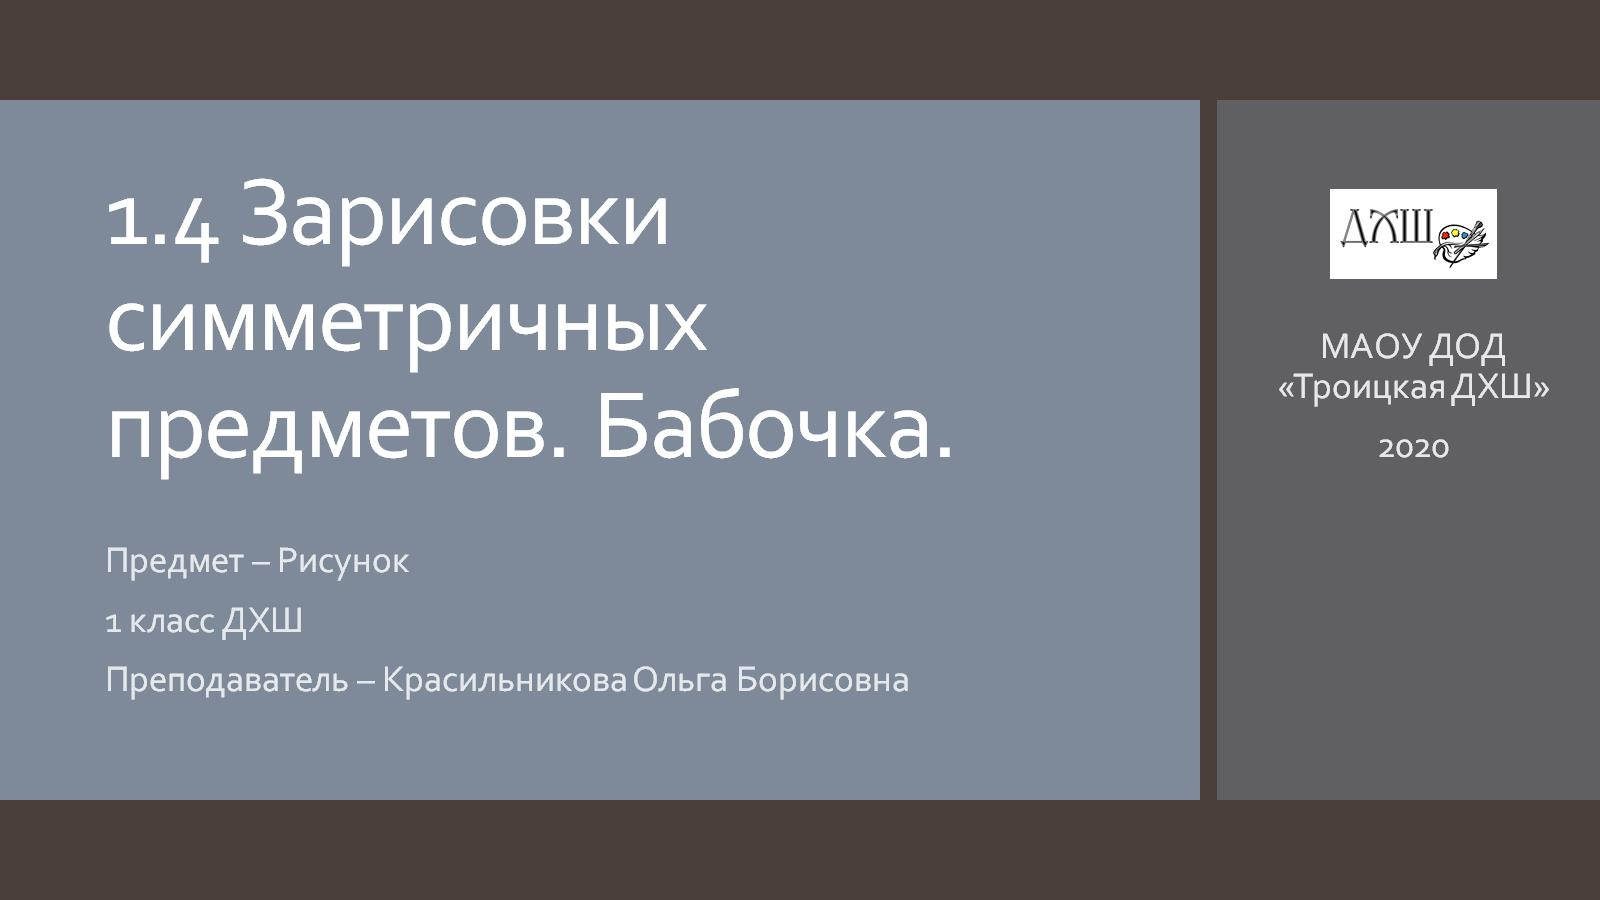 1.4 Зарисовки
симметричных
предметов. Бабочка.
Предмет – Рисунок
1 класс ДХШ
Преподаватель – Красильникова Ольга Борисовна
ДХШ
МАОУ ДОД
«Троицкая ДХШ»
2020